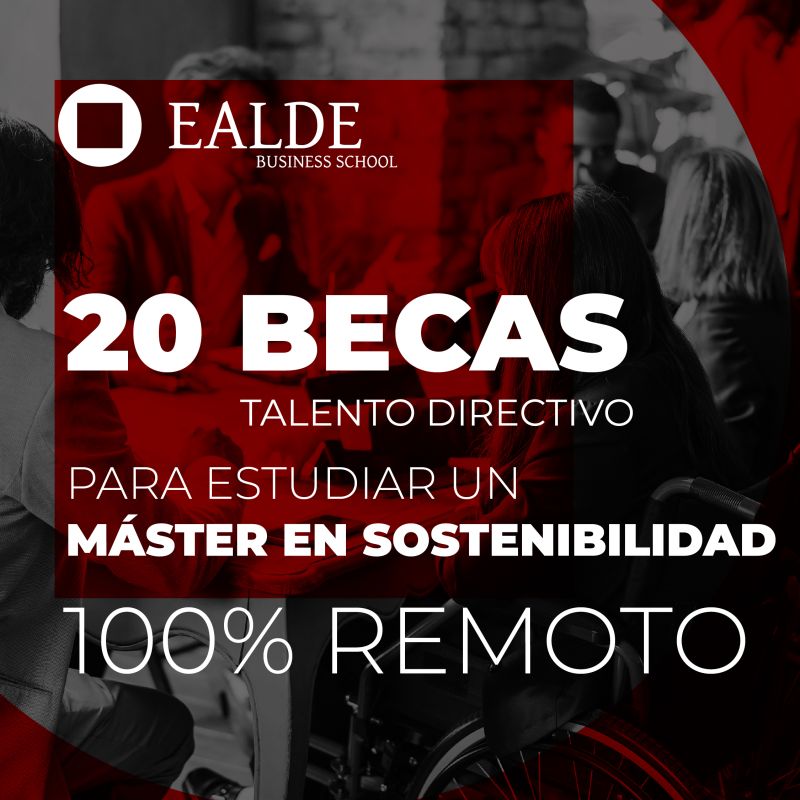 EALDE
BUSINESS SCHOOL
20 BECAS
TALENTO DIRECTIVO
PARA ESTUDIAR UN
MÁSTER EN SOSTENIBILIDAD
100% REMOTO